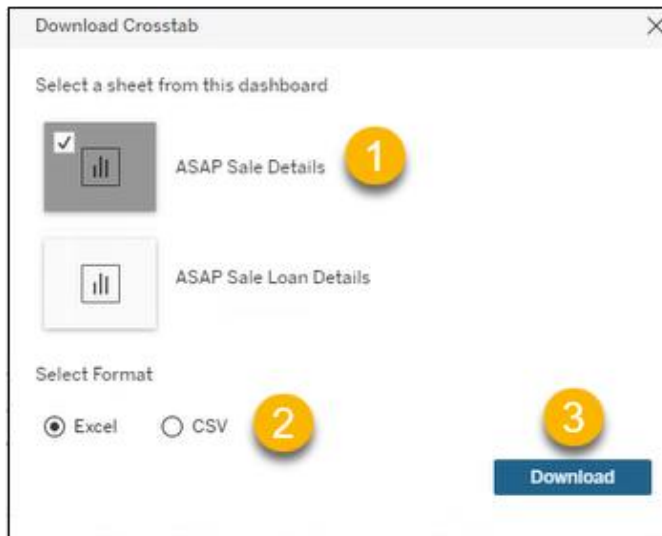 Download Crosstab
Select a sheet from this dashboard
ASAP Sale Details 1
ASAP Sale Loan Details
Select Format
Excel CSV 2
3
Download